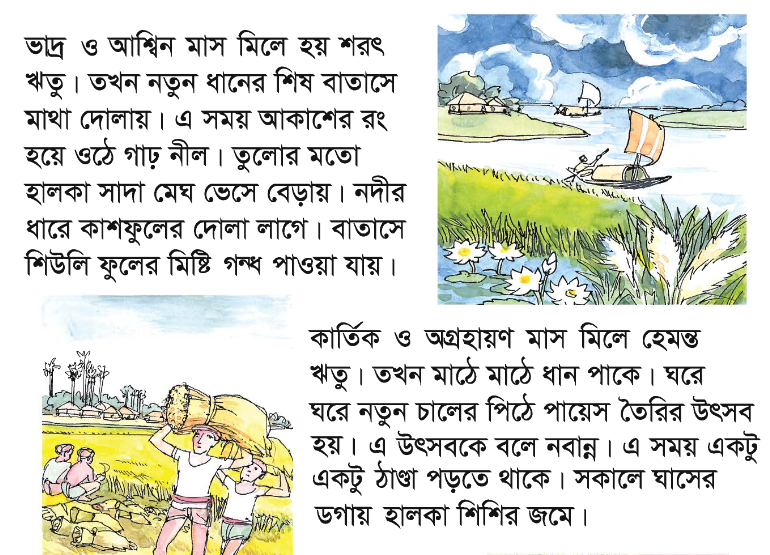 ভাদ্র ও আশ্বিন মাস মিলে হয় শরৎ
ঋতু। তখন নতুন ধানের শিষ বাতাসে
মাথা দোলায়। এ সময় আকাশের রং
হয়ে ওঠে গাঢ় নীল। তুলোর মতো
হালকা সাদা মেঘ ভেসে বেড়ায়। নদীর
ধারে কাশফুলের দোলা লাগে। বাতাসে
শিউলি ফুলের মিষ্টি গন্ধ পাওয়া যায়।
কার্তিক ও অগ্রহায়ণ মাস মিলে হেমন্ত
ঋতু। তখন মাঠে মাঠে ধান পাকে। ঘরে
ঘরে নতুন চালের পিঠে পায়েস তৈরির উৎসব
হয়। এ উৎসবকে বলে নবান্ন। এ সময় একটু
একটু ঠাণ্ডা পড়তে থাকে। সকালে ঘাসের
ডগায় হালকা শিশির জমে।